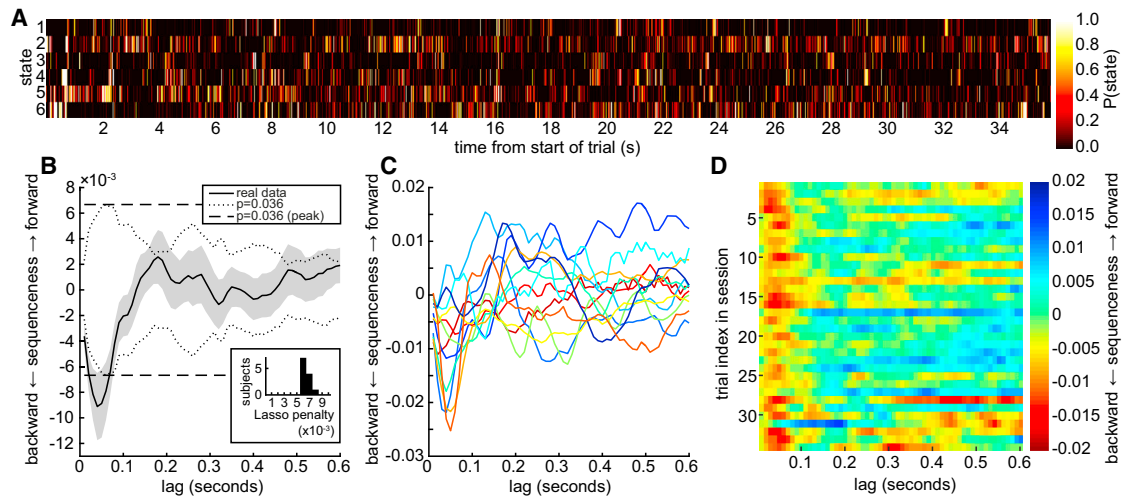 A
state
1
2
3
4
5
6
2 4 6 8 10 12 14 16 18 20 22 24 26 28 30 32 34
time from start of trial (s)
1.0
0.8
0.6
0.4
0.2
0.0
P(state)
B
×10⁻³
backward ← sequenceness → forward
8
6
4
2
0
-2
-4
-6
-8
-10
-12
real data
p=0.036
p=0.036 (peak)
subjects
5
0
1 3 5 7 9
Lasso penalty
(x10⁻³)
0 0.1 0.2 0.3 0.4 0.5 0.6
lag (seconds)
C
backward ← sequenceness → forward
0.02
0.01
0
-0.01
-0.02
-0.03
0 0.1 0.2 0.3 0.4 0.5 0.6
lag (seconds)
D
trial index in session
5
10
15
20
25
30
0.1 0.2 0.3 0.4 0.5 0.6
lag (seconds)
0.02
0.015
0.010
0.005
0
-0.005
-0.01
-0.015
-0.02
backward ← sequenceness → forward